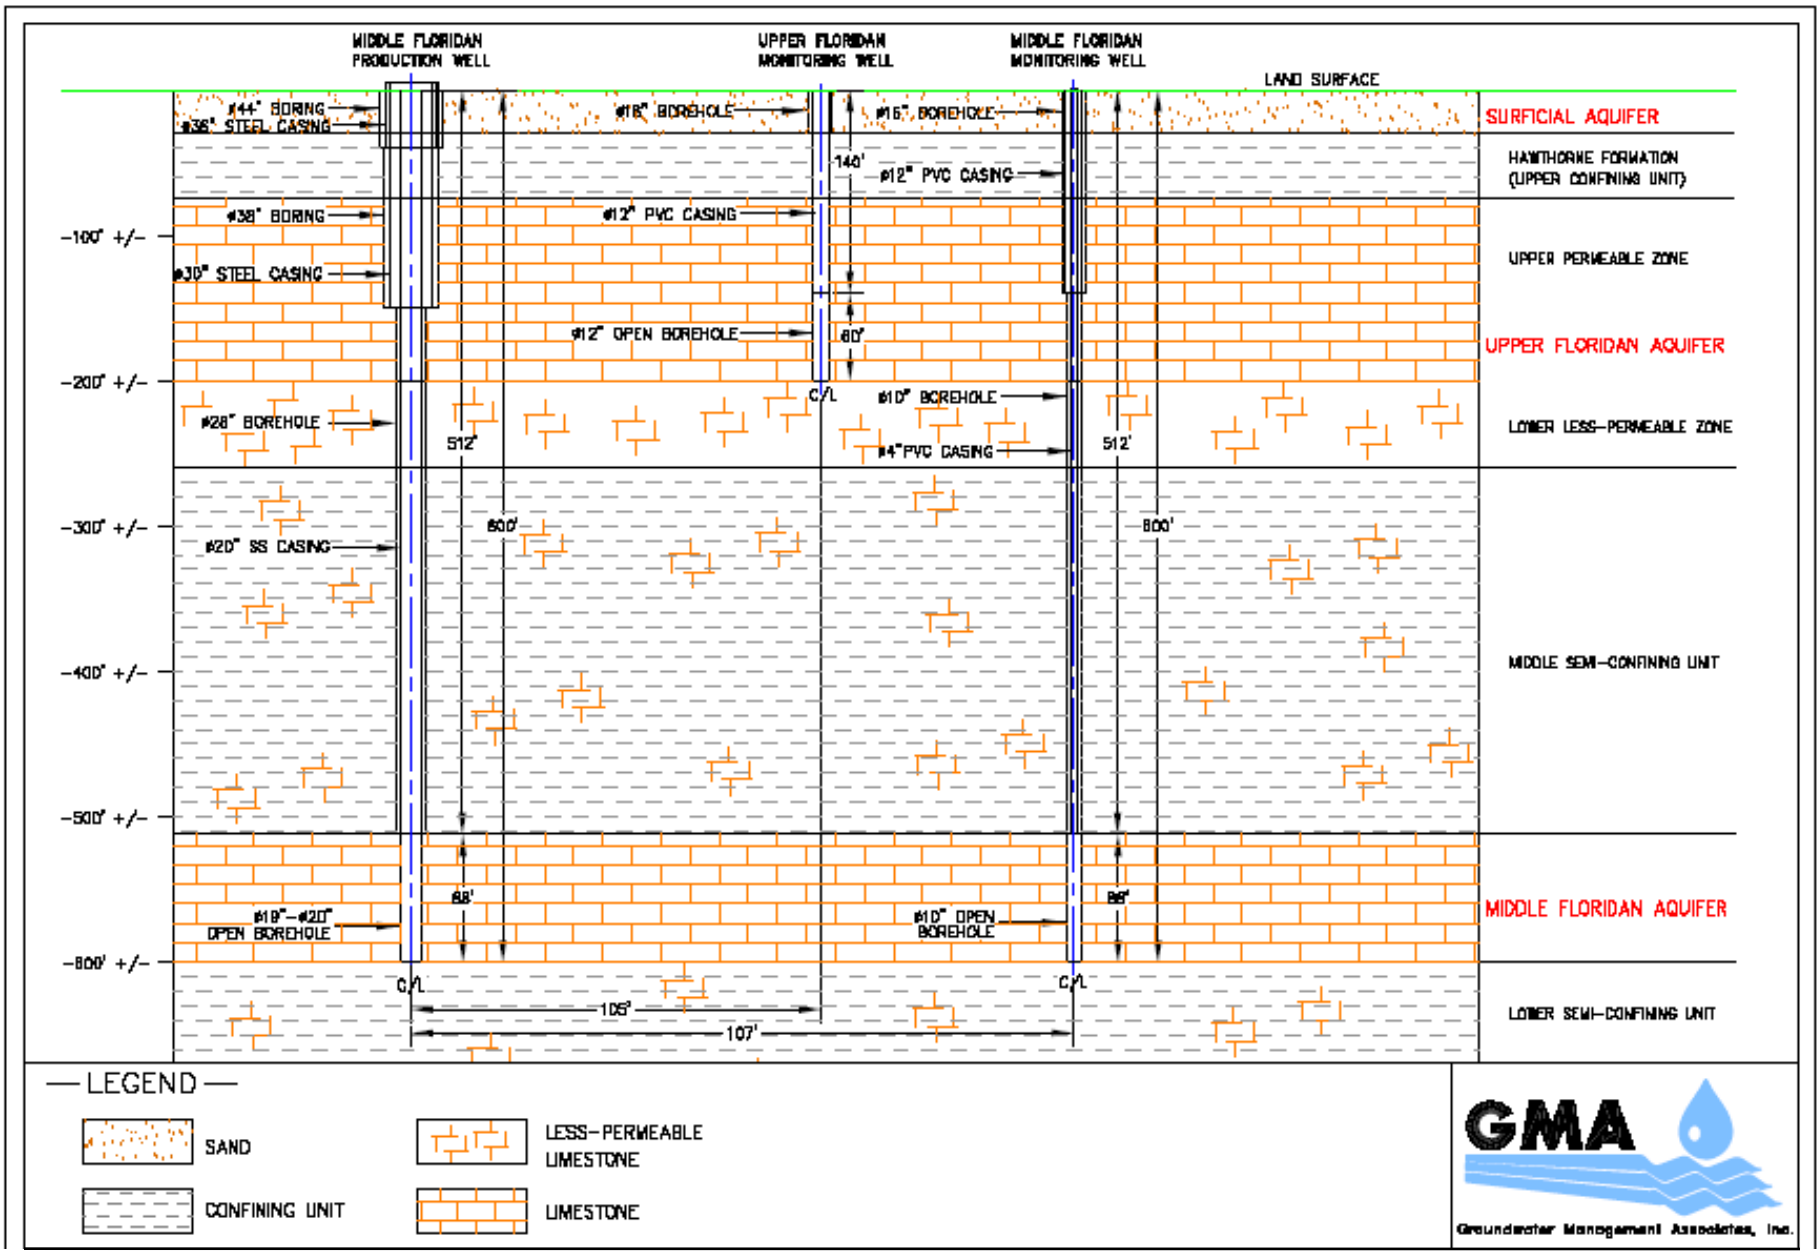 MIDDLE FLORIDAN
PRODUCTION WELL
UPPER FLORIDAN
MONITORING WELL
MIDDLE FLORIDAN
MONITORING WELL
LAND SURFACE
ø44" BORING
ø36" STEEL CASING
ø16" BOREHOLE
ø16" BOREHOLE
SURFICIAL AQUIFER
140'
ø12" PVC CASING
HAWTHORNE FORMATION
(UPPER CONFINING UNIT)
ø38" BORING
ø12" PVC CASING
-100' +/-
UPPER PERMEABLE ZONE
ø30" STEEL CASING
ø12" OPEN BOREHOLE
60'
UPPER FLORIDAN AQUIFER
-200' +/-
C/L
ø10" BOREHOLE
ø28" BOREHOLE
512'
ø4"PVC CASING
512'
LOWER LESS-PERMEABLE ZONE
-300' +/-
600'
600'
ø20" SS CASING
-400' +/-
MIDDLE SEMI-CONFINING UNIT
-500' +/-
88'
88'
ø19"-ø20"
OPEN BOREHOLE
ø10" OPEN
BOREHOLE
MIDDLE FLORIDAN AQUIFER
-600' +/-
C/L
C/L
105'
107'
LOWER SEMI-CONFINING UNIT
LEGEND
SAND
LESS-PERMEABLE
LIMESTONE
CONFINING UNIT
LIMESTONE
GMA
Groundwater Management Associates, Inc.